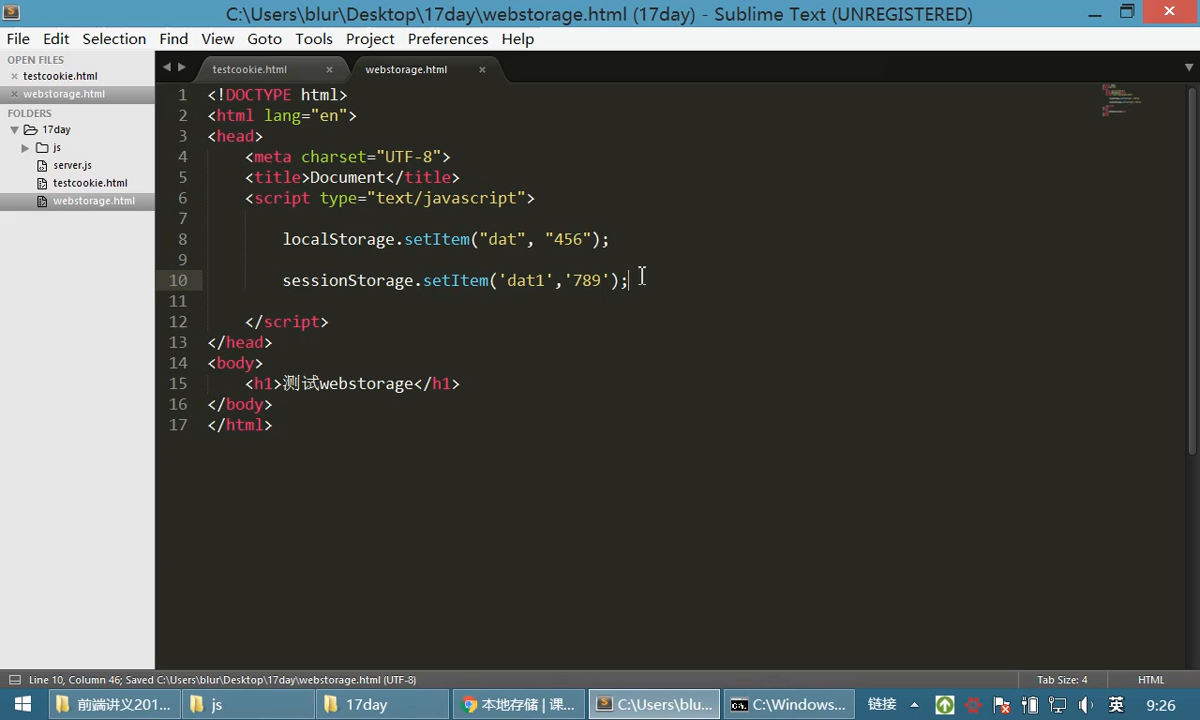 C:\Users\blur\Desktop\17day\webstorage.html (17day) - Sublime Text (UNREGISTERED)
File Edit Selection Find View Goto Tools Project Preferences Help
OPEN FILES
testcookie.html
webstorage.html
FOLDERS
17day
js
server.js
testcookie.html
webstorage.html
testcookie.html
webstorage.html
1 <!DOCTYPE html>
2 <html lang="en">
3 <head>
4 <meta charset="UTF-8">
5 <title>Document</title>
6 <script type="text/javascript">
7
8 localStorage.setItem("dat", "456");
9
10 sessionStorage.setItem('dat1','789');
11
12 </script>
13 </head>
14 <body>
15 <h1>测试webstorage</h1>
16 </body>
17 </html>
Line 10, Column 46; Saved C:\Users\blur\Desktop\17day\webstorage.html (UTF-8) Tab Size: 4 HTML
前端讲义201... js 17day 本地存储 | 课... C:\Users\blu... C:\Windows... 链接 英 9:26